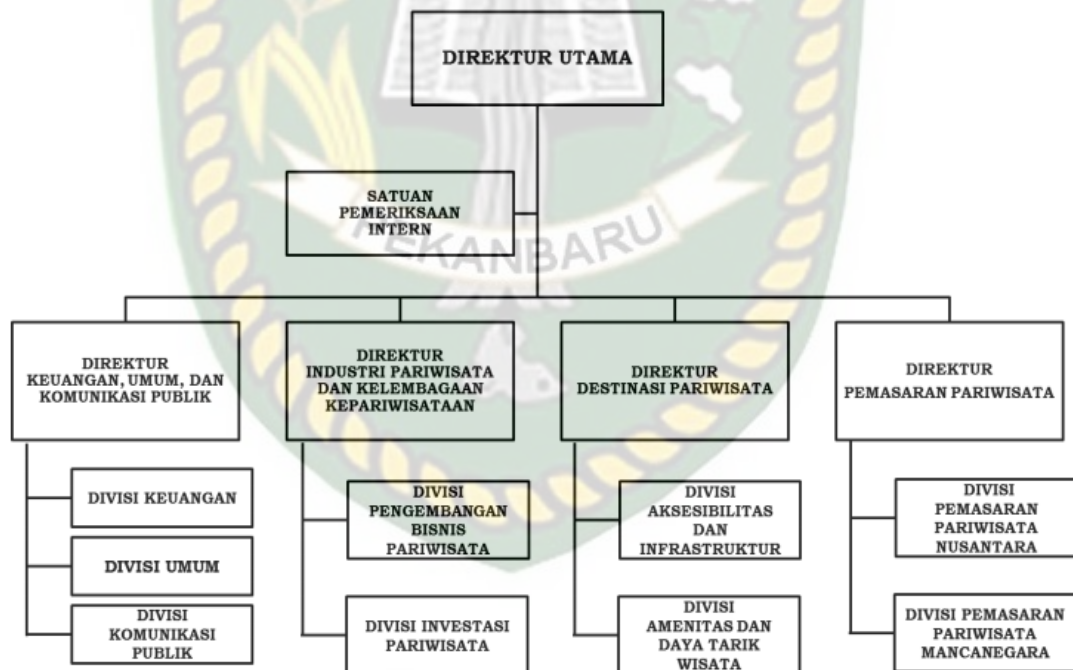 DIREKTUR UTAMA
SATUAN
PEMERIKSAAN
INTERN
PEKANBARU
DIREKTUR
KEUANGAN, UMUM, DAN
KOMUNIKASI PUBLIK
DIREKTUR
INDUSTRI PARIWISATA
DAN KELEMBAGAAN
KEPARIWISATAAN
DIREKTUR
DESTINASI PARIWISATA
DIREKTUR
PEMASARAN PARIWISATA
DIVISI KEUANGAN
DIVISI UMUM
DIVISI
KOMUNIKASI
PUBLIK
DIVISI
PENGEMBANGAN
BISNIS
PARIWISATA
DIVISI INVESTASI
PARIWISATA
DIVISI
AKSESIBILITAS
DAN
INFRASTRUKTUR
DIVISI
AMENITAS DAN
DAYA TARIK
WISATA
DIVISI
PEMASARAN
PARIWISATA
NUSANTARA
DIVISI PEMASARAN
PARIWISATA
MANCANEGARA